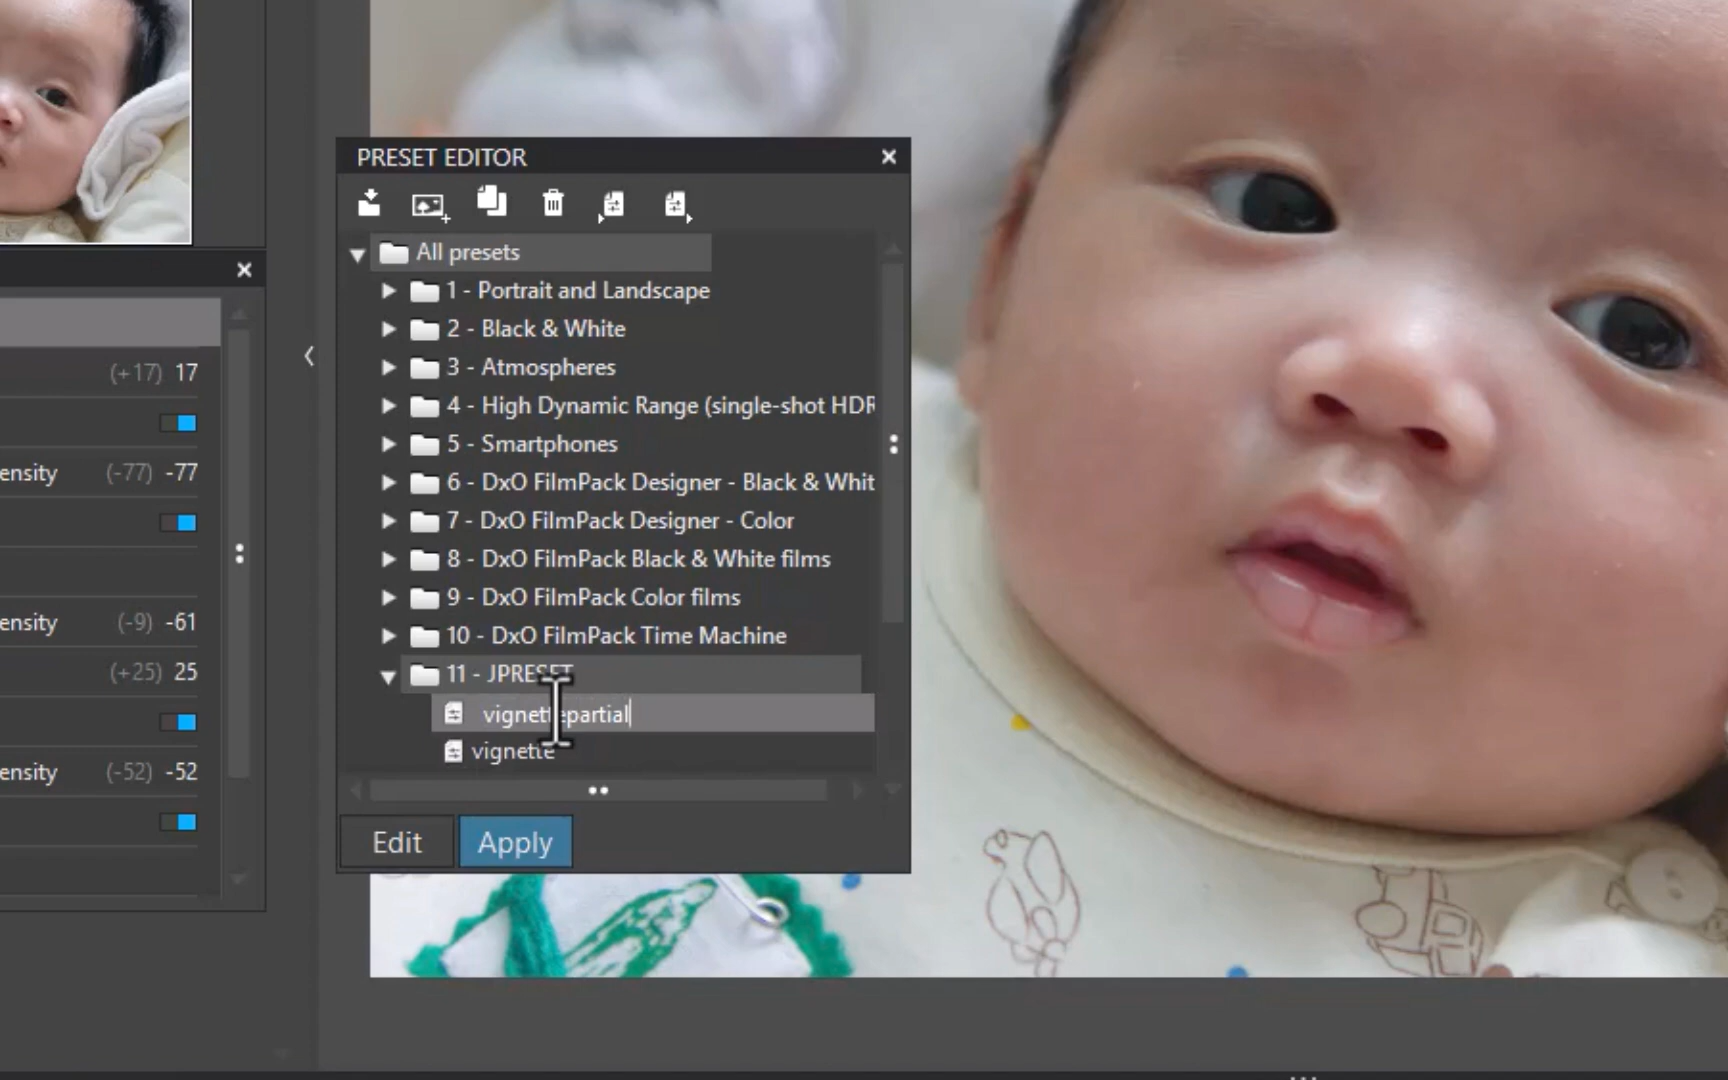 PRESET EDITOR
All presets
1 - Portrait and Landscape
2 - Black & White
3 - Atmospheres
4 - High Dynamic Range (single-shot HDR
5 - Smartphones
6 - DxO FilmPack Designer - Black & Whit
7 - DxO FilmPack Designer - Color
8 - DxO FilmPack Black & White films
9 - DxO FilmPack Color films
10 - DxO FilmPack Time Machine
11 - JPRESET
vignettepartial
vignette
Edit Apply
(+17) 17
ensity (-77) -77
ensity (-9) -61
(+25) 25
ensity (-52) -52